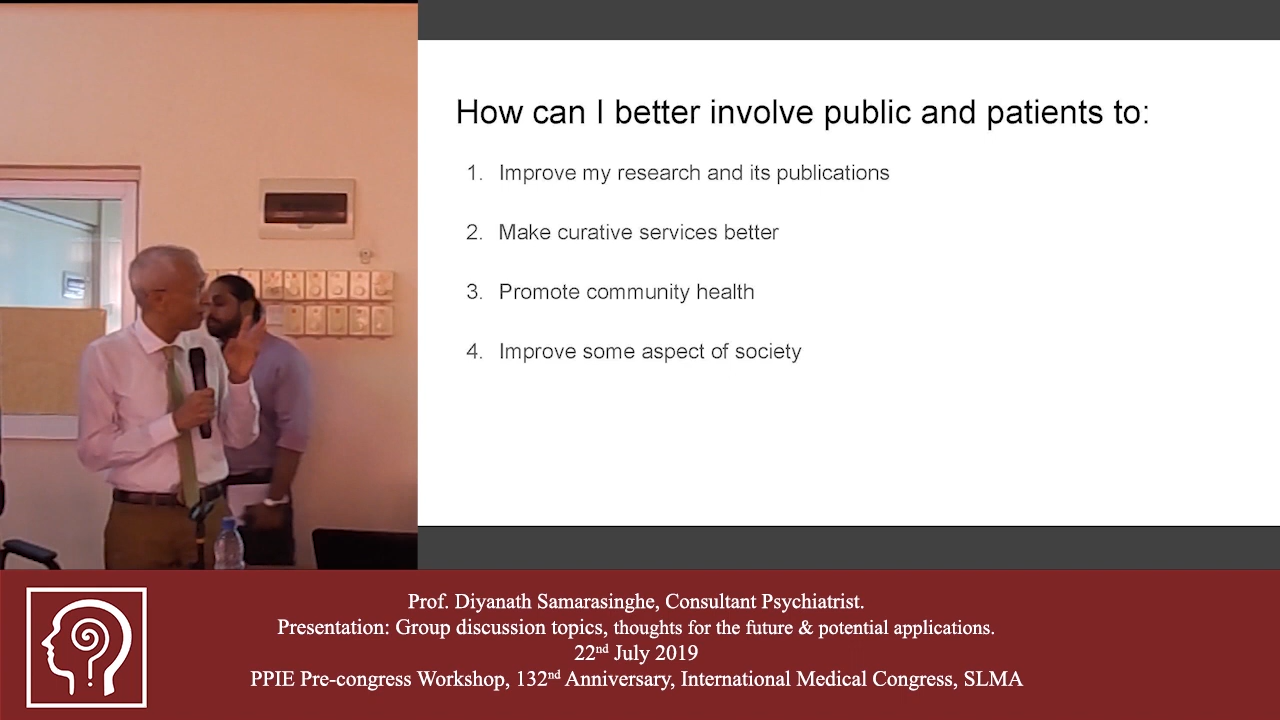 How can I better involve public and patients to:
1. Improve my research and its publications
2. Make curative services better
3. Promote community health
4. Improve some aspect of society
Prof. Diyanath Samarasinghe, Consultant Psychiatrist.
Presentation: Group discussion topics, thoughts for the future & potential applications.
22nd July 2019
PPIE Pre-congress Workshop, 132nd Anniversary, International Medical Congress, SLMA